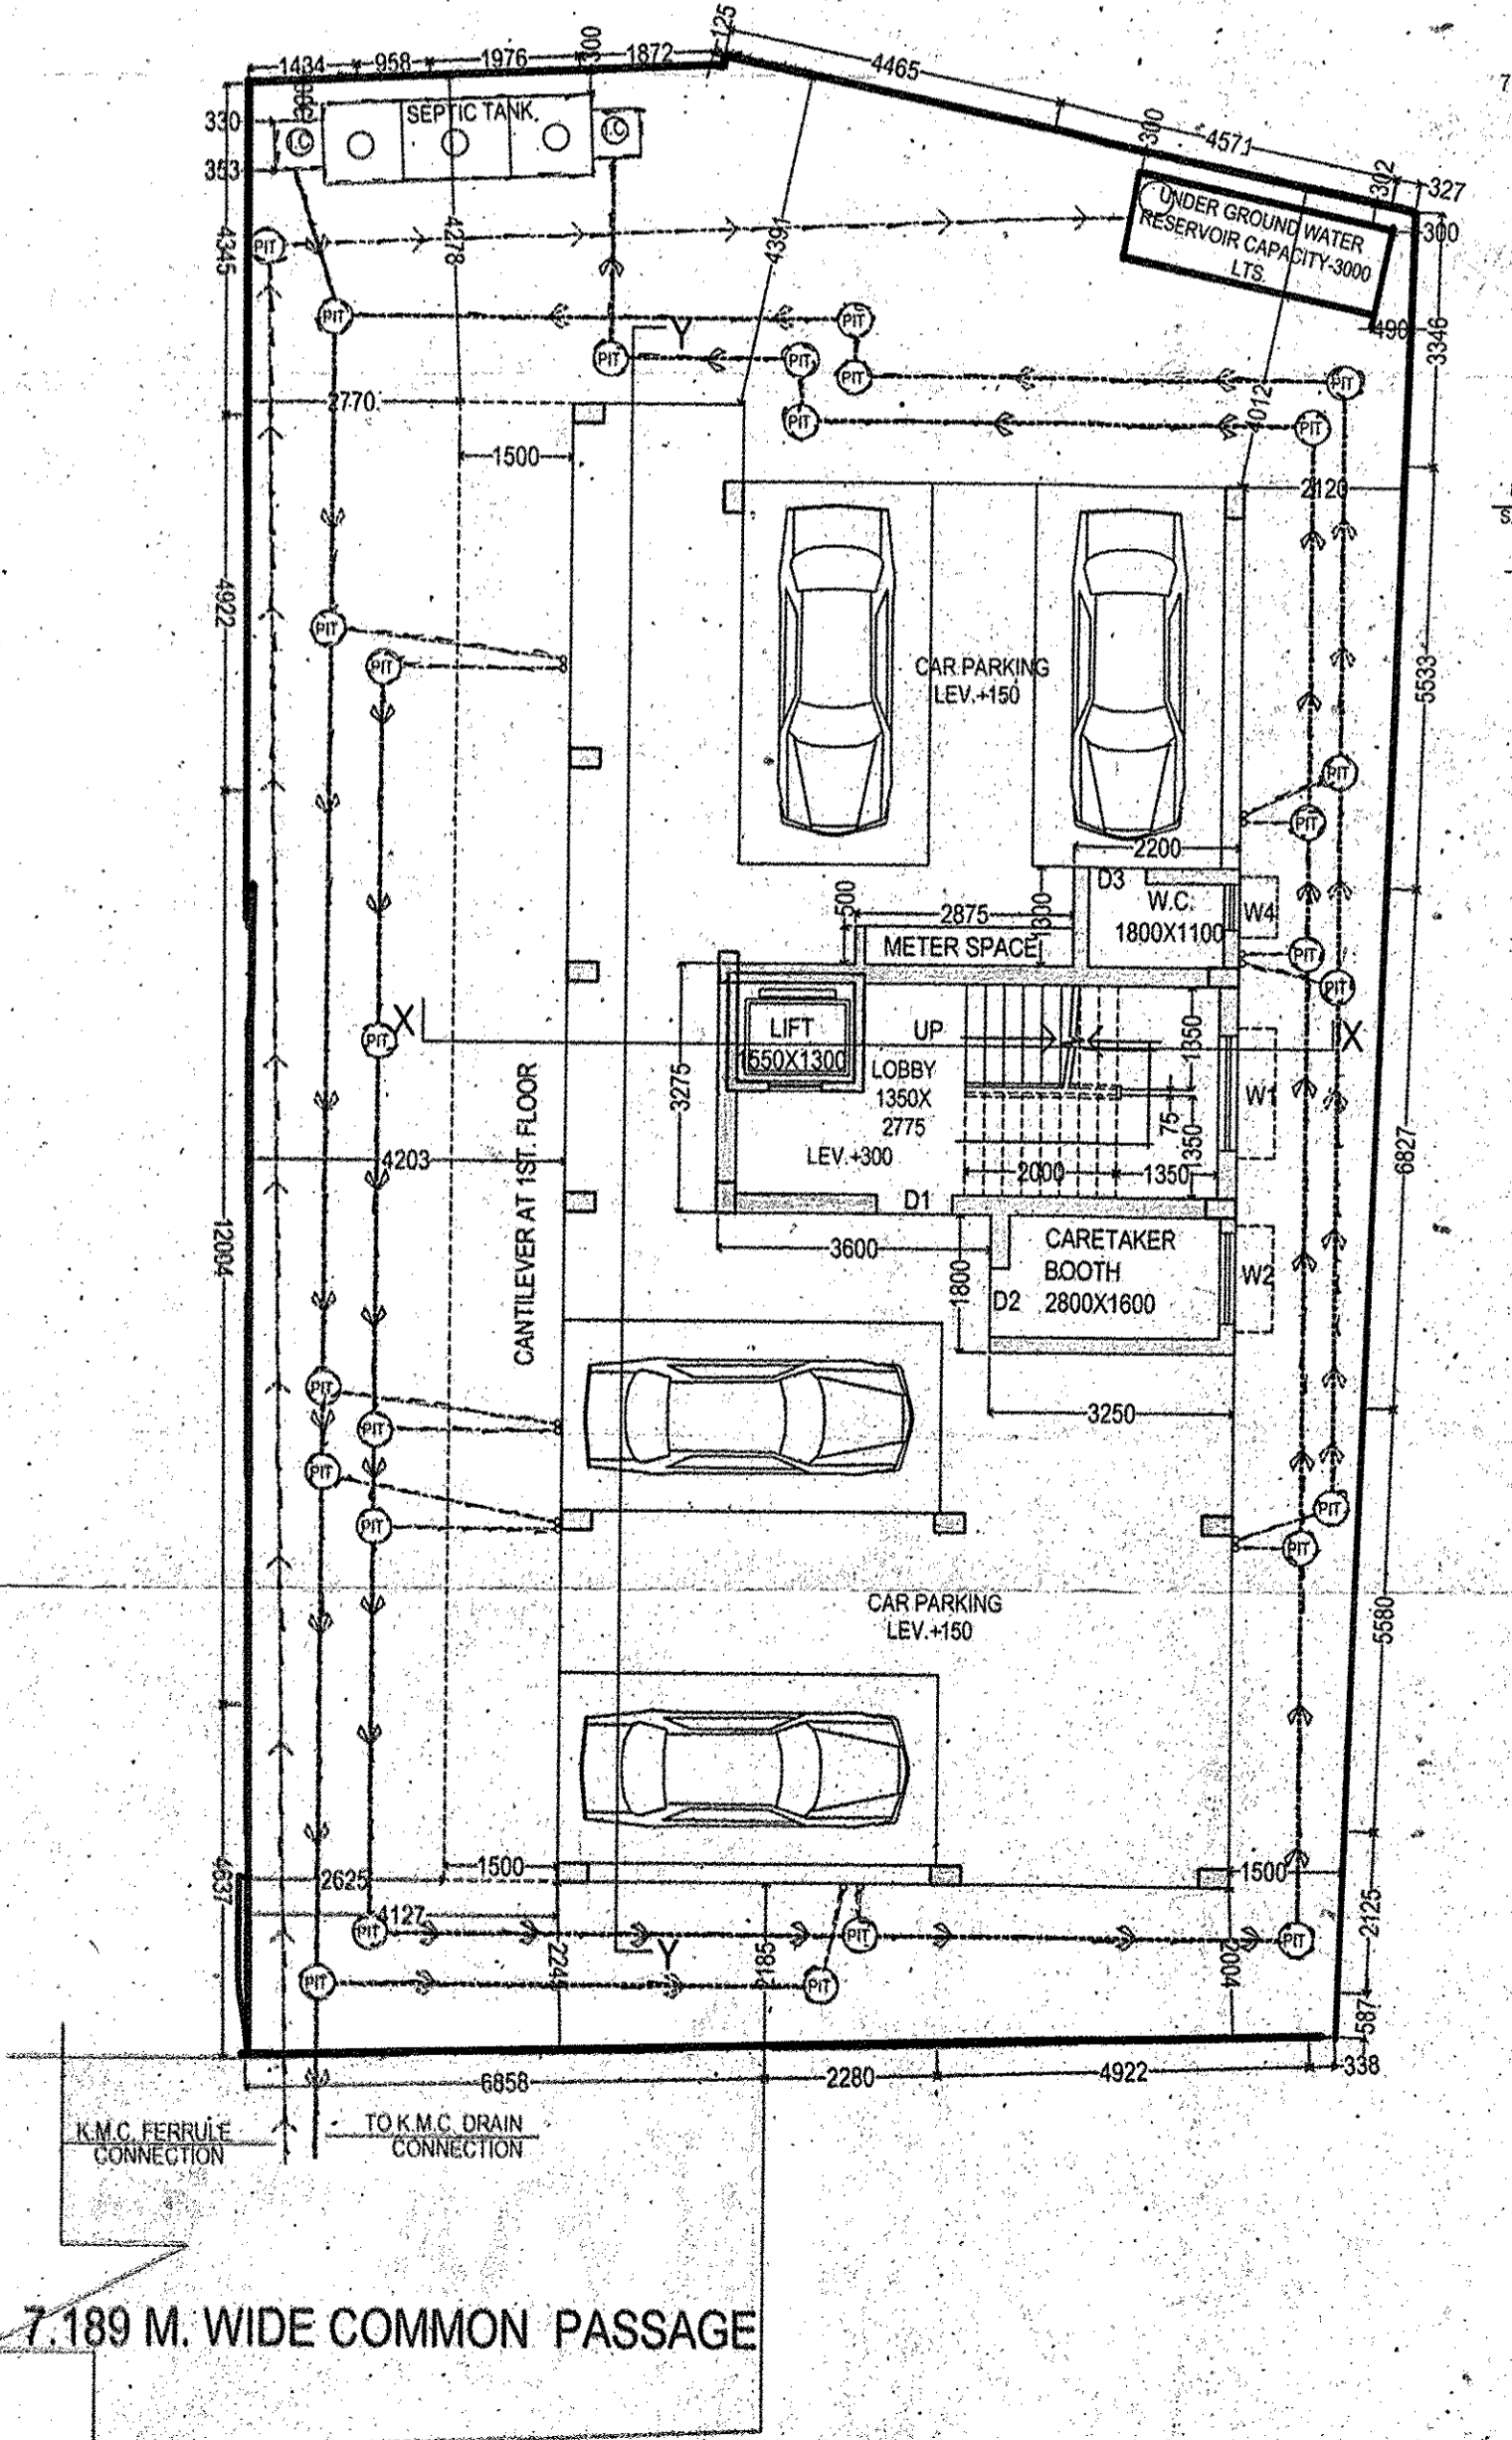 125
1434 958 1976 300 1872
4465
300 4571
302 327
300
330
353
300
I.C
SEPTIC TANK.
I.C
UNDER GROUND WATER
RESERVOIR CAPACITY-3000
LTS.
490
3346
4345
PIT
4278
4391
PIT
PIT
PIT
PIT
PIT
PIT
PIT
PIT
Y
4012
2770
1500
2120
4922
PIT
PIT
CAR PARKING
LEV.+150
5533
PIT
PIT
2200
D3
W.C.
1800X1100
W4
500
2875
1300
METER SPACE
PIT
PIT
X
PIT
LIFT
1550X1300
UP
LOBBY
1350X
2775
LEV.+300
1350
X
W1
75
1350
3275
2000
1350
D1
4203
CANTILEVER AT 1ST. FLOOR
6827
12004
3600
1800
CARETAKER
BOOTH
2800X1600
D2
W2
3250
PIT
PIT
PIT
PIT
PIT
PIT
CAR PARKING
LEV.+150
5580
4637
2625
1500
1500
4127
PIT
PIT
PIT
2125
Y
2185
2004
PIT
PIT
587
6858
2280
4922
338
K.M.C. FERRULE
CONNECTION
TO K.M.C. DRAIN
CONNECTION
7.189 M. WIDE COMMON PASSAGE